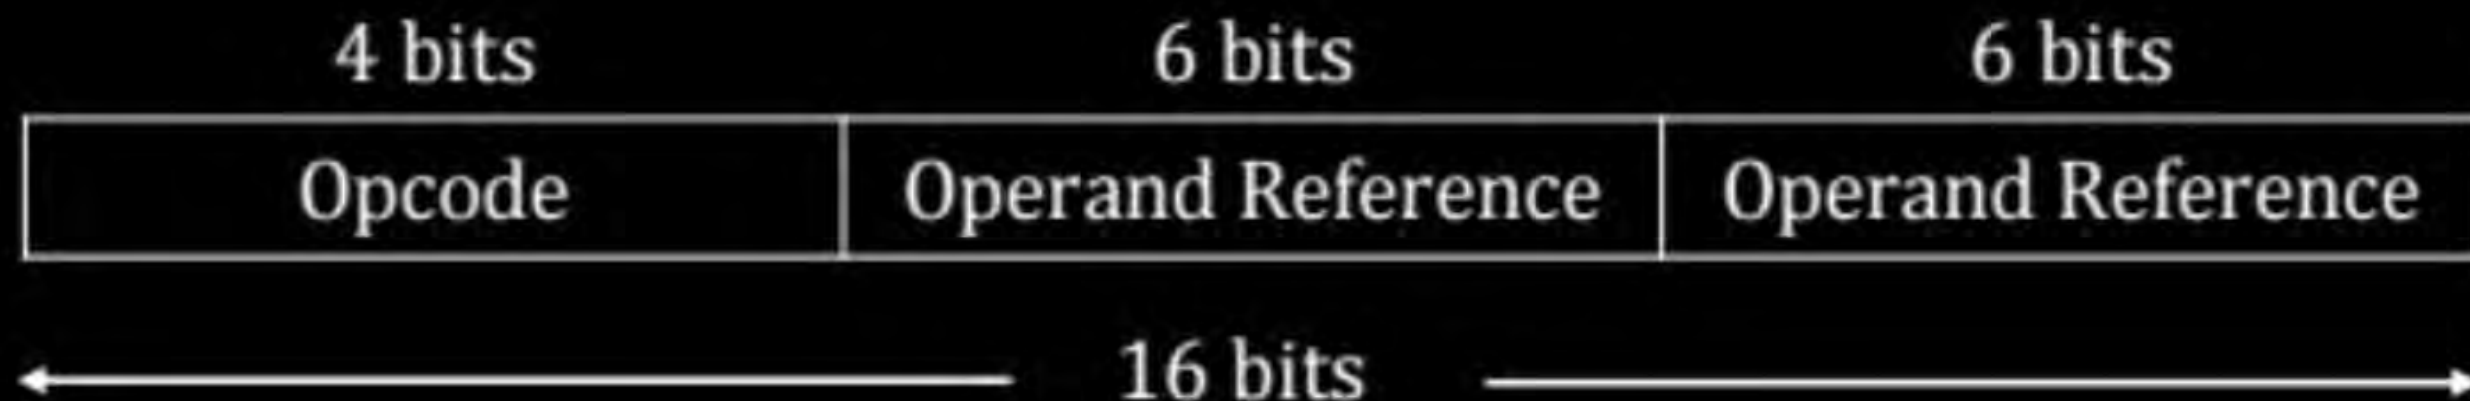 4 bits 6 bits 6 bits
Opcode Operand Reference Operand Reference
16 bits